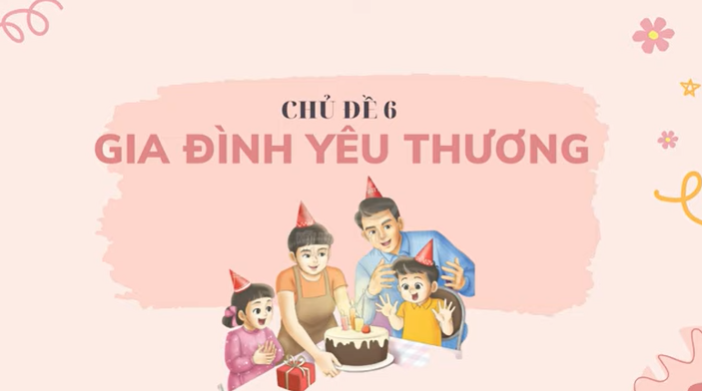 CHỦ ĐỀ 6
GIA ĐÌNH YÊU THƯƠNG